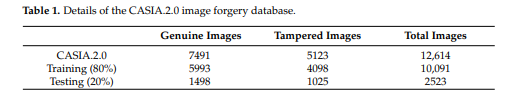 Table 1. Details of the CASIA.2.0 image forgery database.
Genuine Images Tampered Images Total Images
CASIA.2.0 7491 5123 12,614
Training (80%) 5993 4098 10,091
Testing (20%) 1498 1025 2523